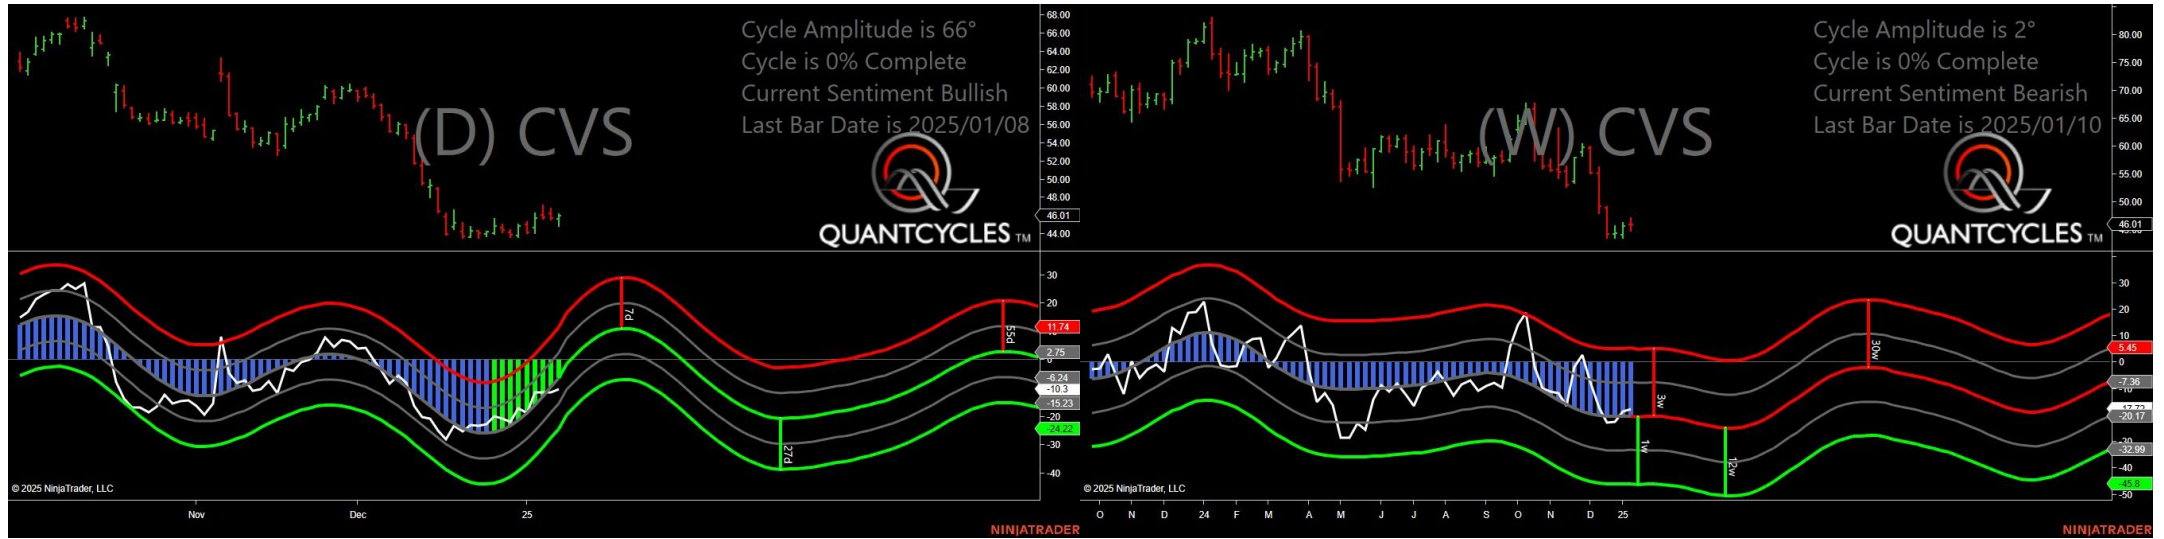 Cycle Amplitude is 66°
Cycle is 0% Complete
Current Sentiment Bullish
Last Bar Date is 2025/01/08
(D) CVS
QUANTCYCLES TM
68.00
66.00
64.00
62.00
60.00
58.00
56.00
54.00
52.00
50.00
48.00
46.01
44.00
30
20
11.74
2.75
0
-6.24
-10.3
-15.23
-20
-24.22
-30
-40
7d
27d
55d
© 2025 NinjaTrader, LLC
Nov
Dec
25
NINJATRADER
Cycle Amplitude is 2°
Cycle is 0% Complete
Current Sentiment Bearish
Last Bar Date is 2025/01/10
(W) CVS
QUANTCYCLES TM
80.00
75.00
70.00
65.00
60.00
55.00
50.00
46.01
30
20
10
5.45
0
-7.36
-10
-20.17
-30
-32.99
-40
-45.8
-50
3w
1w
12w
30w
© 2025 NinjaTrader, LLC
O N D 24 F M A M J J A S O N D 25
NINJATRADER